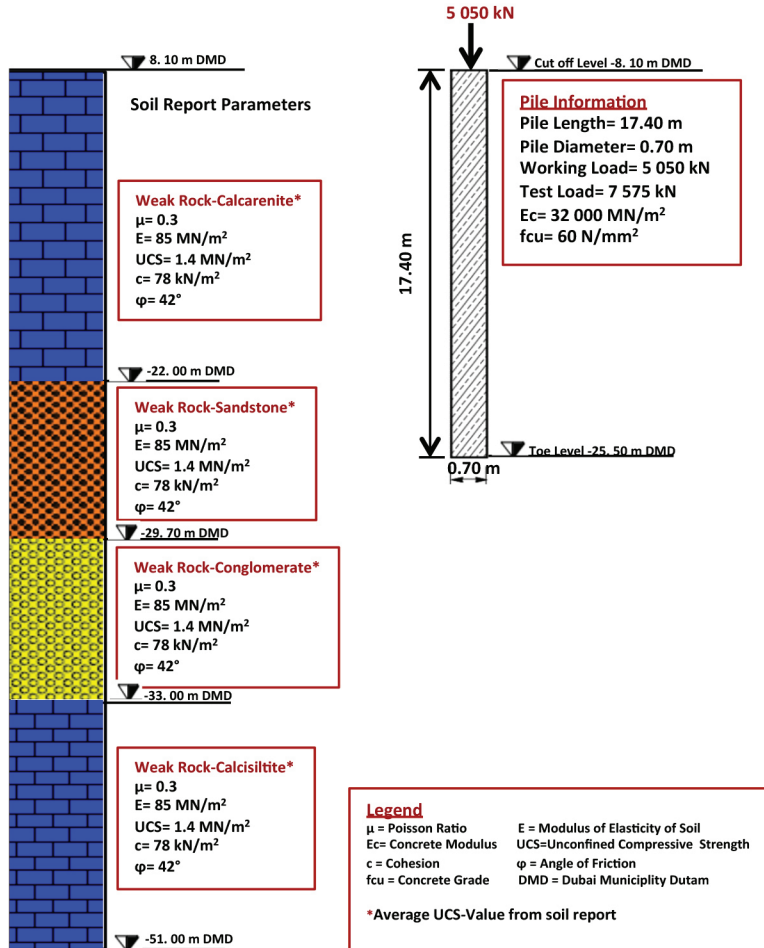 5 050 kN
8. 10 m DMD
Cut off Level -8. 10 m DMD
Soil Report Parameters
Pile Information
Pile Length= 17.40 m
Pile Diameter= 0.70 m
Working Load= 5 050 kN
Test Load= 7 575 kN
Ec= 32 000 MN/m²
fcu= 60 N/mm²
17.40 m
Weak Rock-Calcarenite*
μ= 0.3
E= 85 MN/m²
UCS= 1.4 MN/m²
c= 78 kN/m²
φ= 42°
-22. 00 m DMD
Weak Rock-Sandstone*
μ= 0.3
E= 85 MN/m²
UCS= 1.4 MN/m²
c= 78 kN/m²
φ= 42°
Toe Level -25. 50 m DMD
0.70 m
-29. 70 m DMD
Weak Rock-Conglomerate*
μ= 0.3
E= 85 MN/m²
UCS= 1.4 MN/m²
c= 78 kN/m²
φ= 42°
-33. 00 m DMD
Weak Rock-Calcisiltite*
μ= 0.3
E= 85 MN/m²
UCS= 1.4 MN/m²
c= 78 kN/m²
φ= 42°
-51. 00 m DMD
Legend
μ = Poisson Ratio E = Modulus of Elasticity of Soil
Ec= Concrete Modulus UCS=Unconfined Compressive Strength
c = Cohesion φ = Angle of Friction
fcu = Concrete Grade DMD = Dubai Municiplity Dutam
*Average UCS-Value from soil report